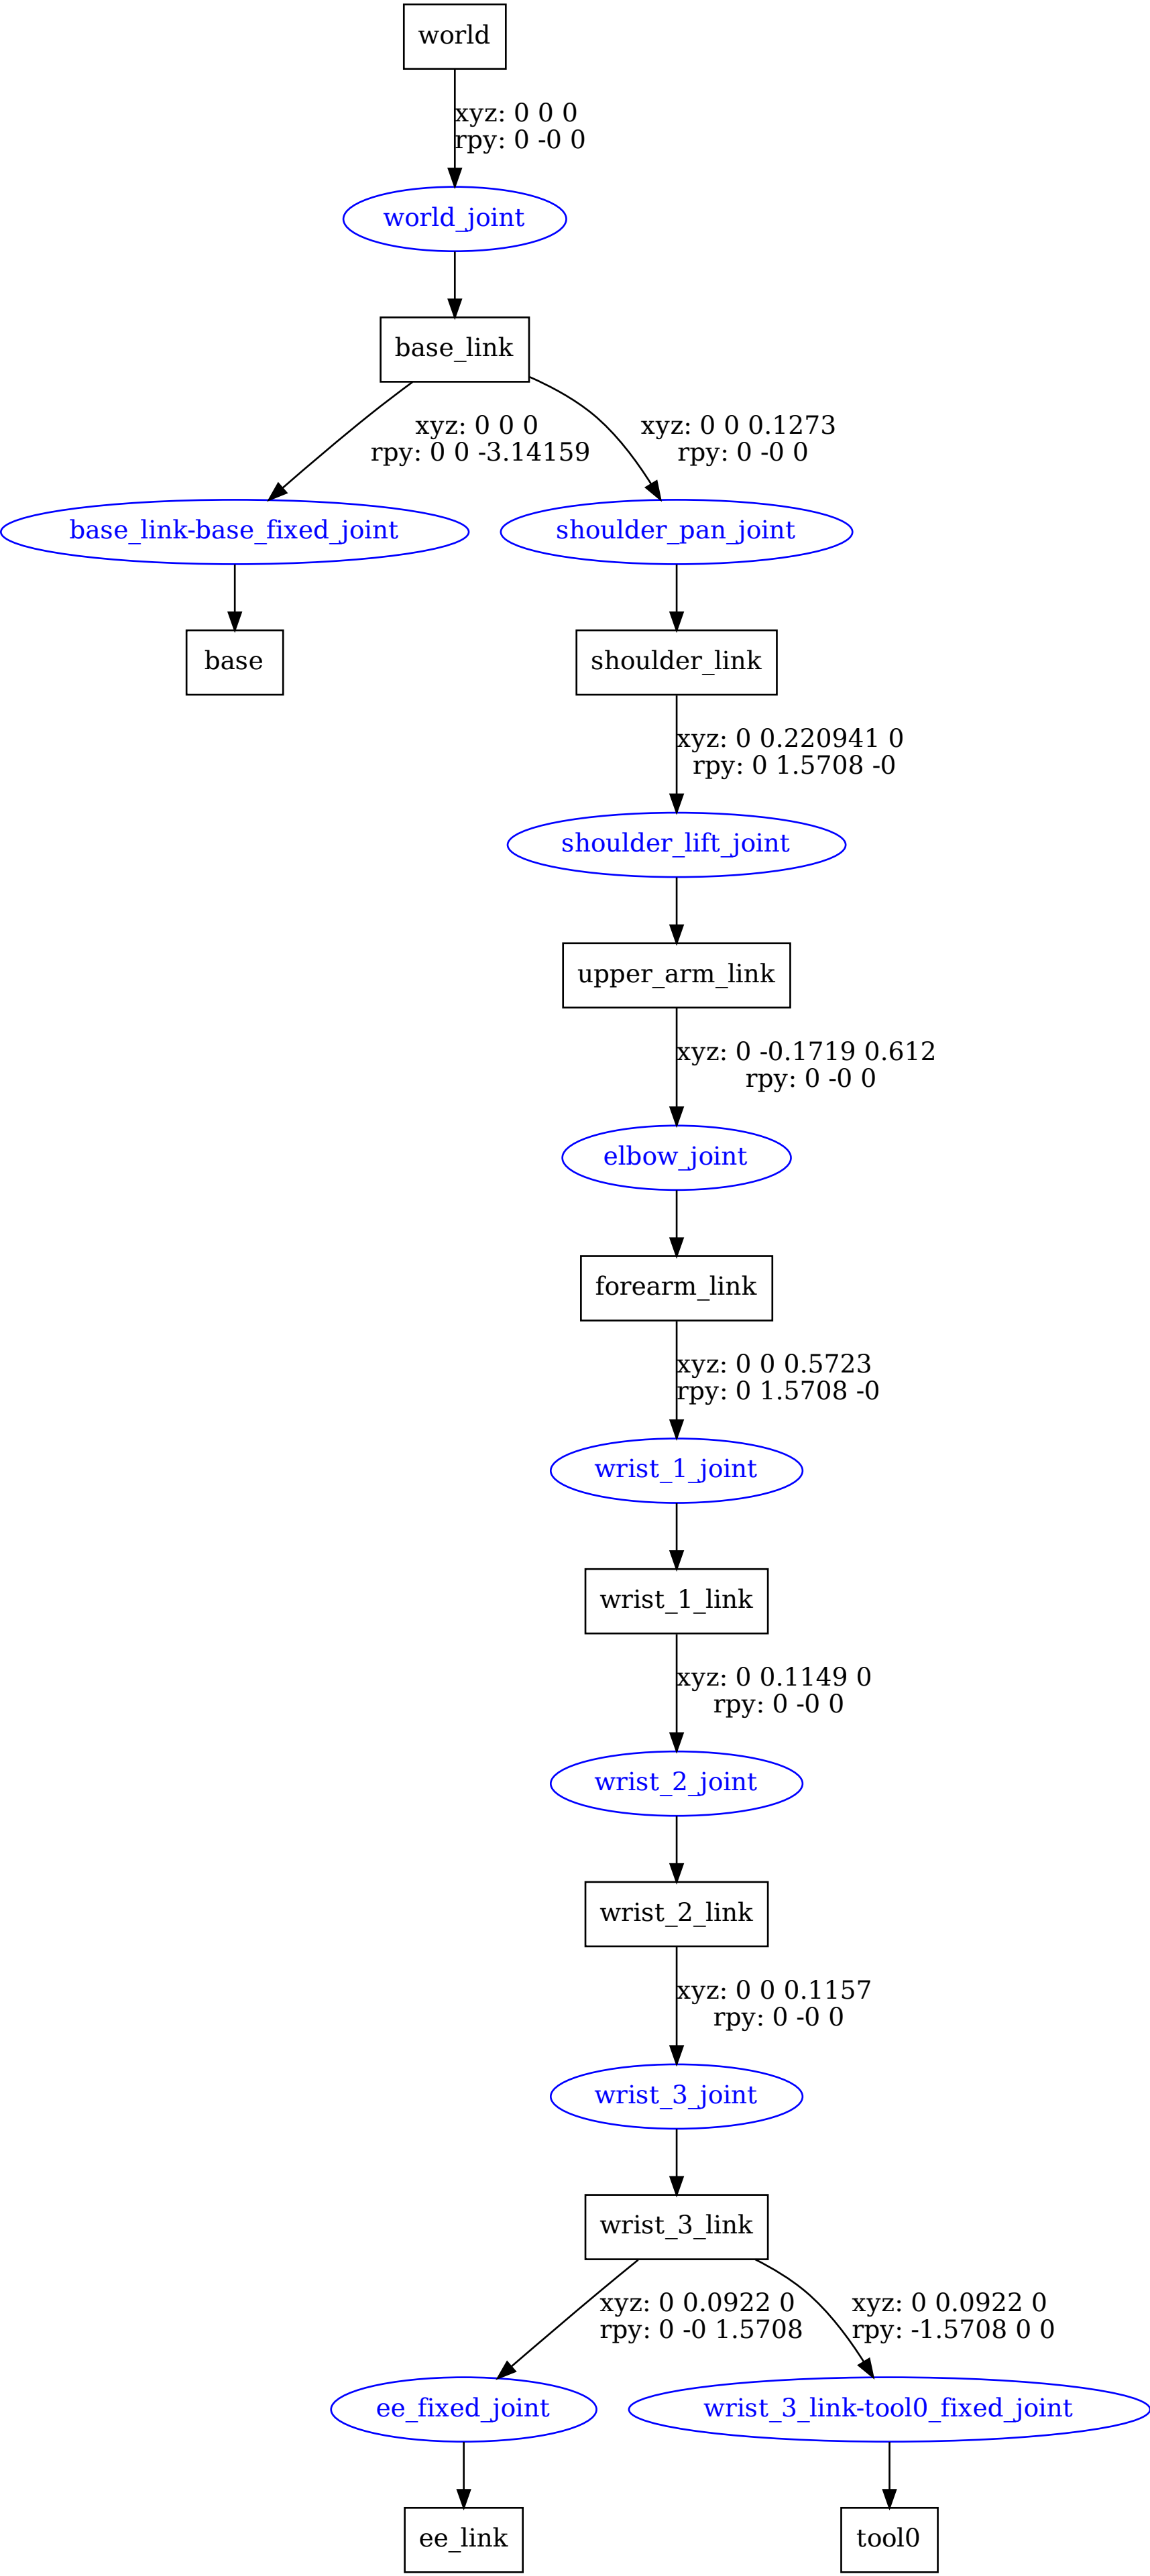 world
xyz: 0 0 0
rpy: 0 -0 0
world_joint
base_link
xyz: 0 0 0
rpy: 0 0 -3.14159
xyz: 0 0 0.1273
rpy: 0 -0 0
base_link-base_fixed_joint
shoulder_pan_joint
base
shoulder_link
xyz: 0 0.220941 0
rpy: 0 1.5708 -0
shoulder_lift_joint
upper_arm_link
xyz: 0 -0.1719 0.612
rpy: 0 -0 0
elbow_joint
forearm_link
xyz: 0 0 0.5723
rpy: 0 1.5708 -0
wrist_1_joint
wrist_1_link
xyz: 0 0.1149 0
rpy: 0 -0 0
wrist_2_joint
wrist_2_link
xyz: 0 0 0.1157
rpy: 0 -0 0
wrist_3_joint
wrist_3_link
xyz: 0 0.0922 0
rpy: 0 -0 1.5708
xyz: 0 0.0922 0
rpy: -1.5708 0 0
ee_fixed_joint
wrist_3_link-tool0_fixed_joint
ee_link
tool0